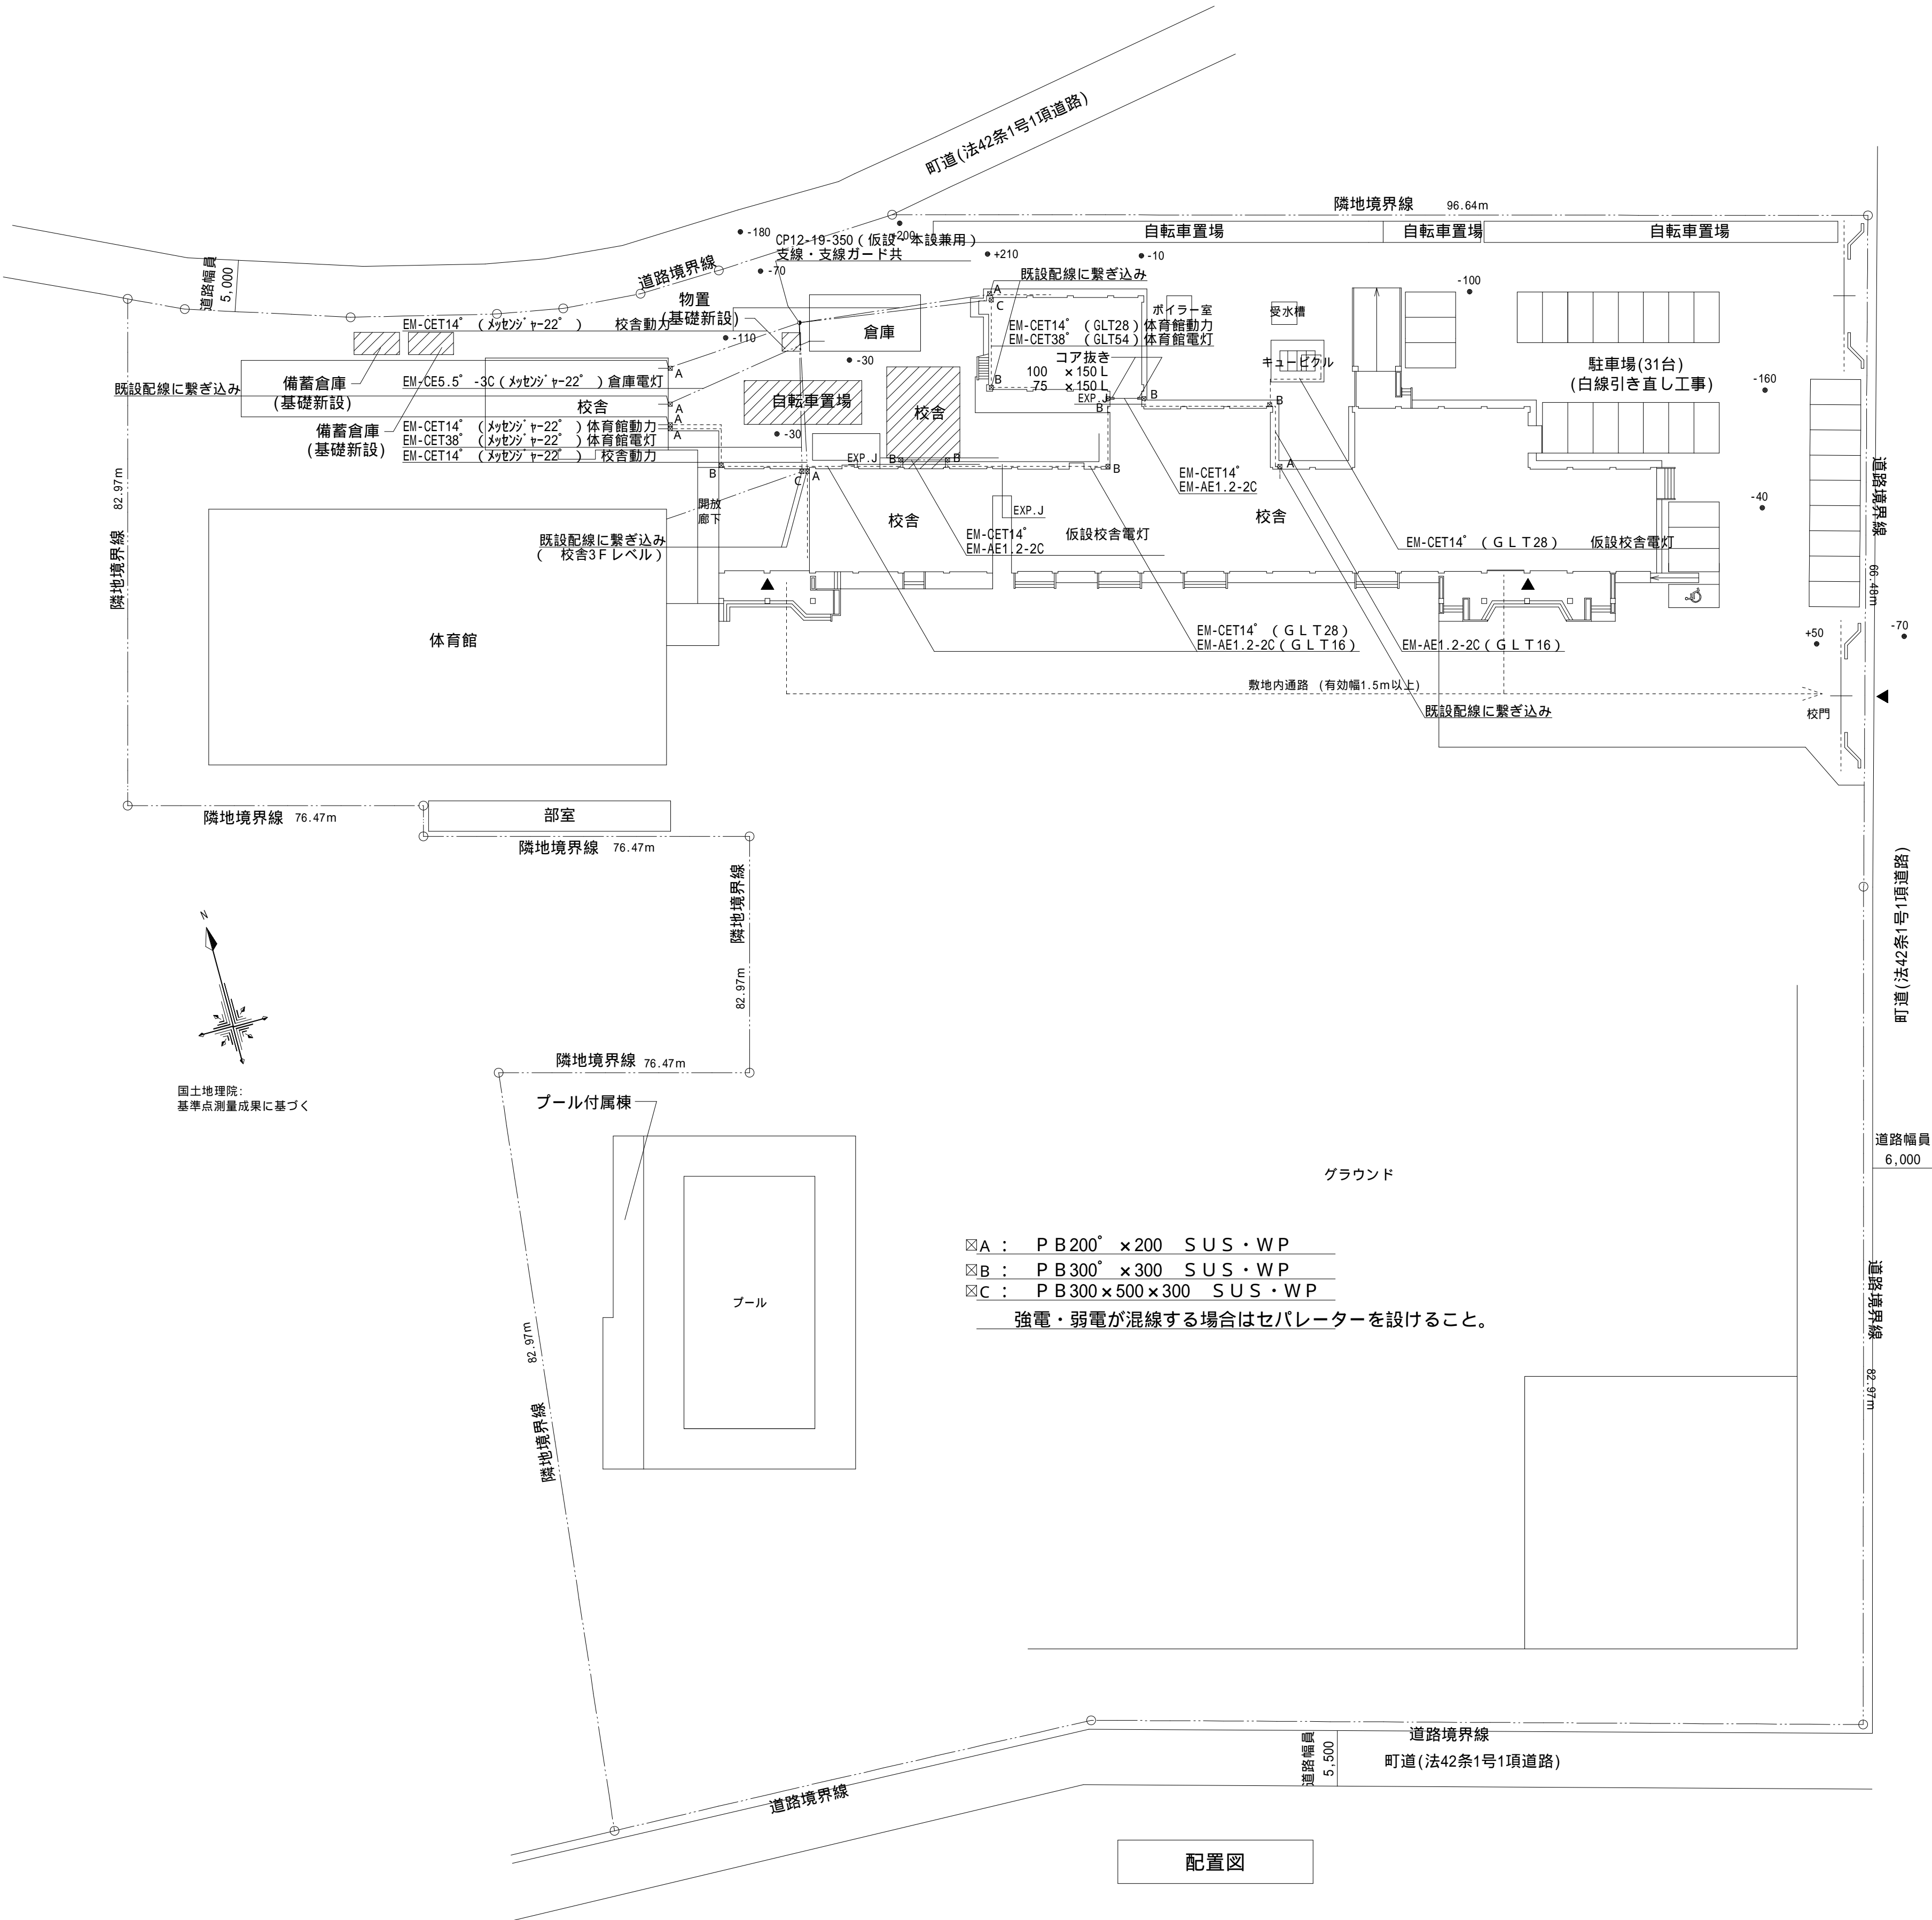 町道(法42条1号1項道路)
隣地境界線 96.64m
自転車置場 自転車置場 自転車置場
-180
+200
CP12-19-350(仮設・本設兼用)
支線・支線ガード共
+210
-10
道路境界線
-70
道路幅員
5,000
既設配線に繋ぎ込み
A
C
-100
物置
(基礎新設)
ボイラー室
受水槽
EM-CET14゜(メッセンジャー22゜) 校舎動力
倉庫
EM-CET14゜(GLT28)体育館動力
EM-CET38゜(GLT54)体育館電灯
-110
コア抜き
100 ×150L
75 ×150L
キュービクル
駐車場(31台)
(白線引き直し工事)
-30
-160
A
備蓄倉庫
(基礎新設)
EM-CE5.5゜-3C(メッセンジャー22゜)倉庫電灯
既設配線に繋ぎ込み
B
EXP.J
B
B
B
自転車置場
校舎
校舎
A
A
A
備蓄倉庫
(基礎新設)
EM-CET14゜(メッセンジャー22゜)体育館動力
EM-CET38゜(メッセンジャー22゜)体育館電灯
EM-CET14゜(メッセンジャー22゜) 校舎動力
-30
EXP.J
B
B
B
A
B
C
A
EM-CET14゜
EM-AE1.2-2C
82.97m
隣地境界線
道路境界線
66.48m
-40
開放
廊下
校舎
EXP.J
校舎
EM-CET14゜ 仮設校舎電灯
EM-AE1.2-2C
EM-CET14゜(GLT28) 仮設校舎電灯
既設配線に繋ぎ込み
( 校舎3Fレベル)
体育館
EM-CET14゜(GLT28)
EM-AE1.2-2C(GLT16)
EM-AE1.2-2C(GLT16)
+50
-70
敷地内通路 (有効幅1.5m以上)
既設配線に繋ぎ込み
校門
隣地境界線 76.47m
部室
隣地境界線 76.47m
隣地境界線
82.97m
町道(法42条1号1項道路)
N
国土地理院:
基準点測量成果に基づく
隣地境界線 76.47m
プール付属棟
道路幅員
6,000
グラウンド
A : PB200゜×200 SUS・WP
B : PB300゜×300 SUS・WP
C : PB300×500×300 SUS・WP
強電・弱電が混線する場合はセパレーターを設けること。
プール
82.97m
隣地境界線
道路境界線
82.97m
道路境界線
町道(法42条1号1項道路)
道路幅員
5,500
道路境界線
配置図